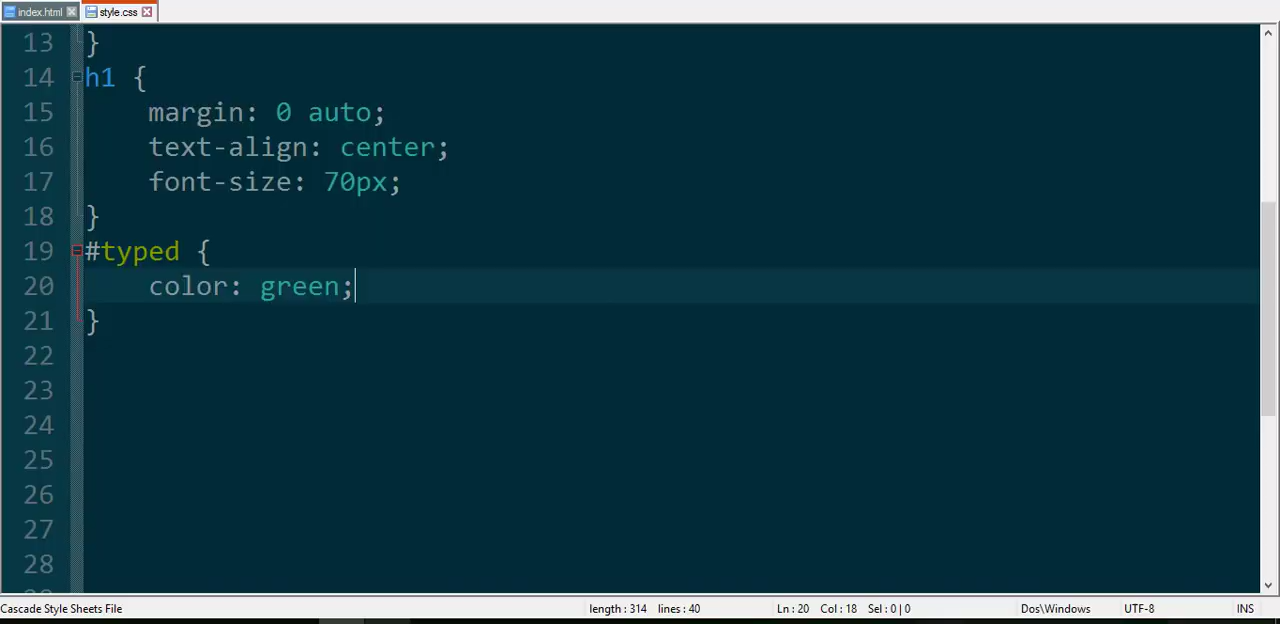 index.html style.css
13 }
14 h1 {
15 margin: 0 auto;
16 text-align: center;
17 font-size: 70px;
18 }
19 #typed {
20 color: green;
21 }
22
23
24
25
26
27
28
Cascade Style Sheets File length : 314 lines : 40 Ln : 20 Col : 18 Sel : 0 | 0 Dos\Windows UTF-8 INS